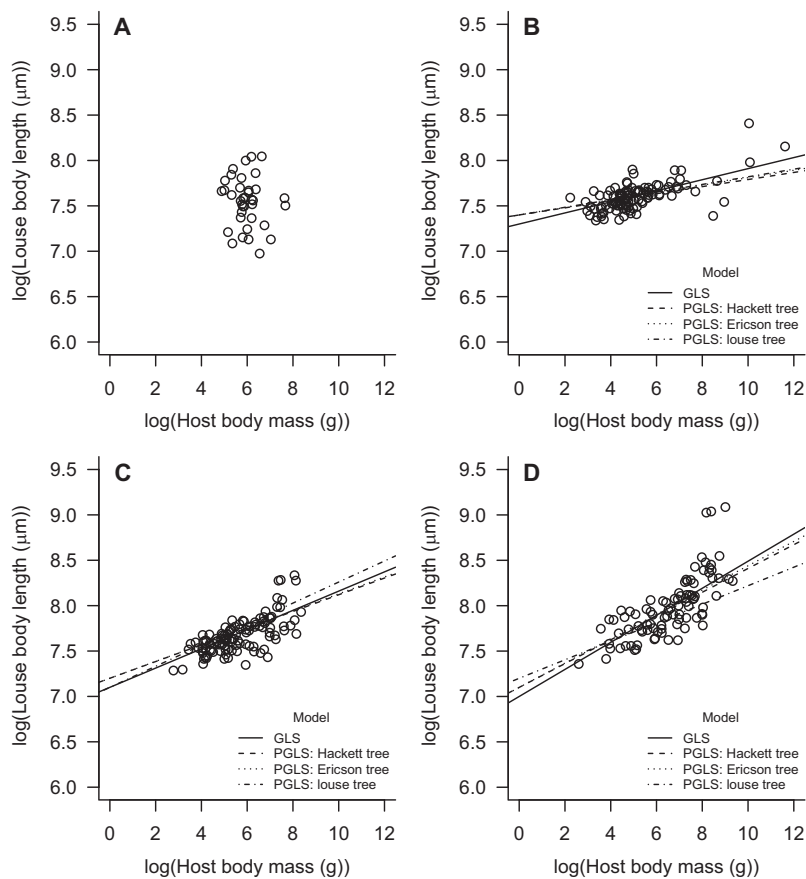 A
9.5
9.0
8.5
8.0
7.5
7.0
6.5
6.0
log(Louse body length (μm))
0 2 4 6 8 10 12
log(Host body mass (g))
B
9.5
9.0
8.5
8.0
7.5
7.0
6.5
6.0
log(Louse body length (μm))
Model
GLS
PGLS: Hackett tree
PGLS: Ericson tree
PGLS: louse tree
0 2 4 6 8 10 12
log(Host body mass (g))
C
9.5
9.0
8.5
8.0
7.5
7.0
6.5
6.0
log(Louse body length (μm))
Model
GLS
PGLS: Hackett tree
PGLS: Ericson tree
PGLS: louse tree
0 2 4 6 8 10 12
log(Host body mass (g))
D
9.5
9.0
8.5
8.0
7.5
7.0
6.5
6.0
log(Louse body length (μm))
Model
GLS
PGLS: Hackett tree
PGLS: Ericson tree
PGLS: louse tree
0 2 4 6 8 10 12
log(Host body mass (g))